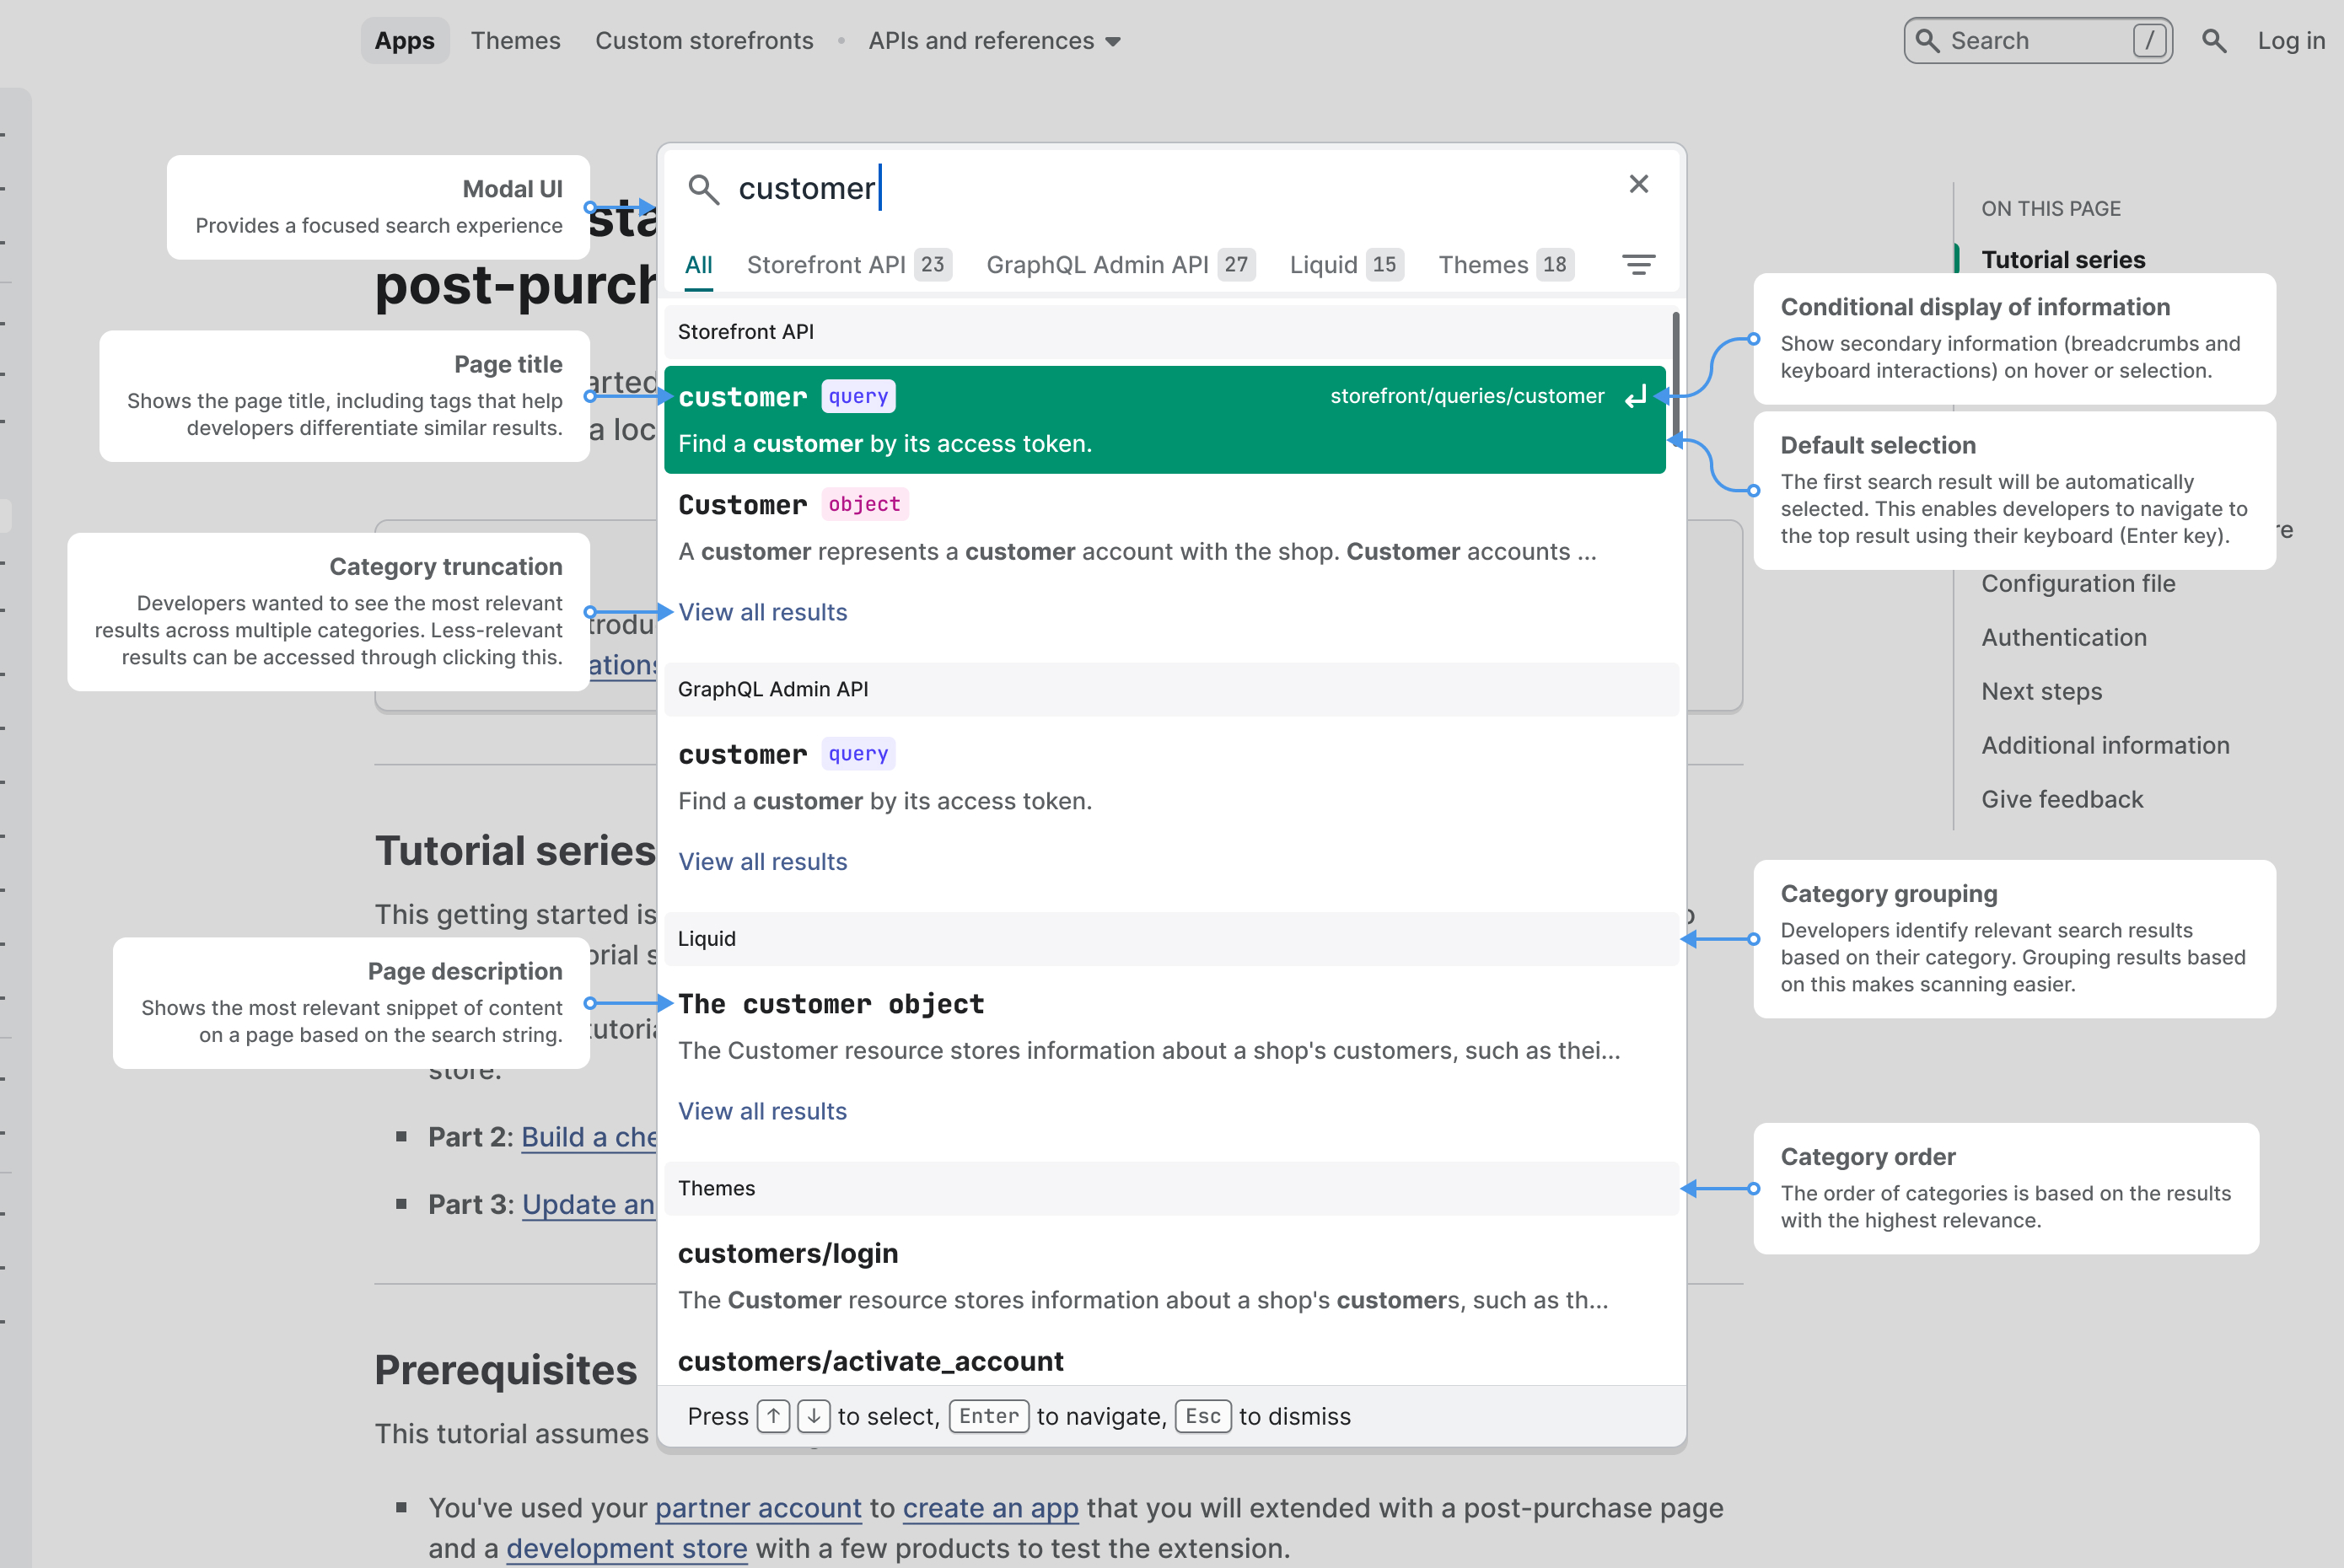 Apps Themes Custom storefronts • APIs and references
Search / Log in
Modal UI
Provides a focused search experience
post-purch
Page title
Shows the page title, including tags that help
developers differentiate similar results.
a loc
Category truncation
Developers wanted to see the most relevant
results across multiple categories. Less-relevant
results can be accessed through clicking this.
Tutorial series
This getting started is
Page description
Shows the most relevant snippet of content
on a page based on the search string.
store.
Part 2: Build a che
Part 3: Update an
Prerequisites
This tutorial assumes
You've used your partner account to create an app that you will extended with a post-purchase page
and a development store with a few products to test the extension.
customer
All Storefront API 23 GraphQL Admin API 27 Liquid 15 Themes 18
Storefront API
customer query storefront/queries/customer
Find a customer by its access token.
Customer object
A customer represents a customer account with the shop. Customer accounts ...
View all results
GraphQL Admin API
customer query
Find a customer by its access token.
View all results
Liquid
The customer object
The Customer resource stores information about a shop's customers, such as thei...
View all results
Themes
customers/login
The Customer resource stores information about a shop's customers, such as th...
customers/activate_account
Press ↑ ↓ to select, Enter to navigate, Esc to dismiss
ON THIS PAGE
Tutorial series
Conditional display of information
Show secondary information (breadcrumbs and
keyboard interactions) on hover or selection.
Default selection
The first search result will be automatically
selected. This enables developers to navigate to
the top result using their keyboard (Enter key).
Configuration file
Authentication
Next steps
Additional information
Give feedback
Category grouping
Developers identify relevant search results
based on their category. Grouping results based
on this makes scanning easier.
Category order
The order of categories is based on the results
with the highest relevance.